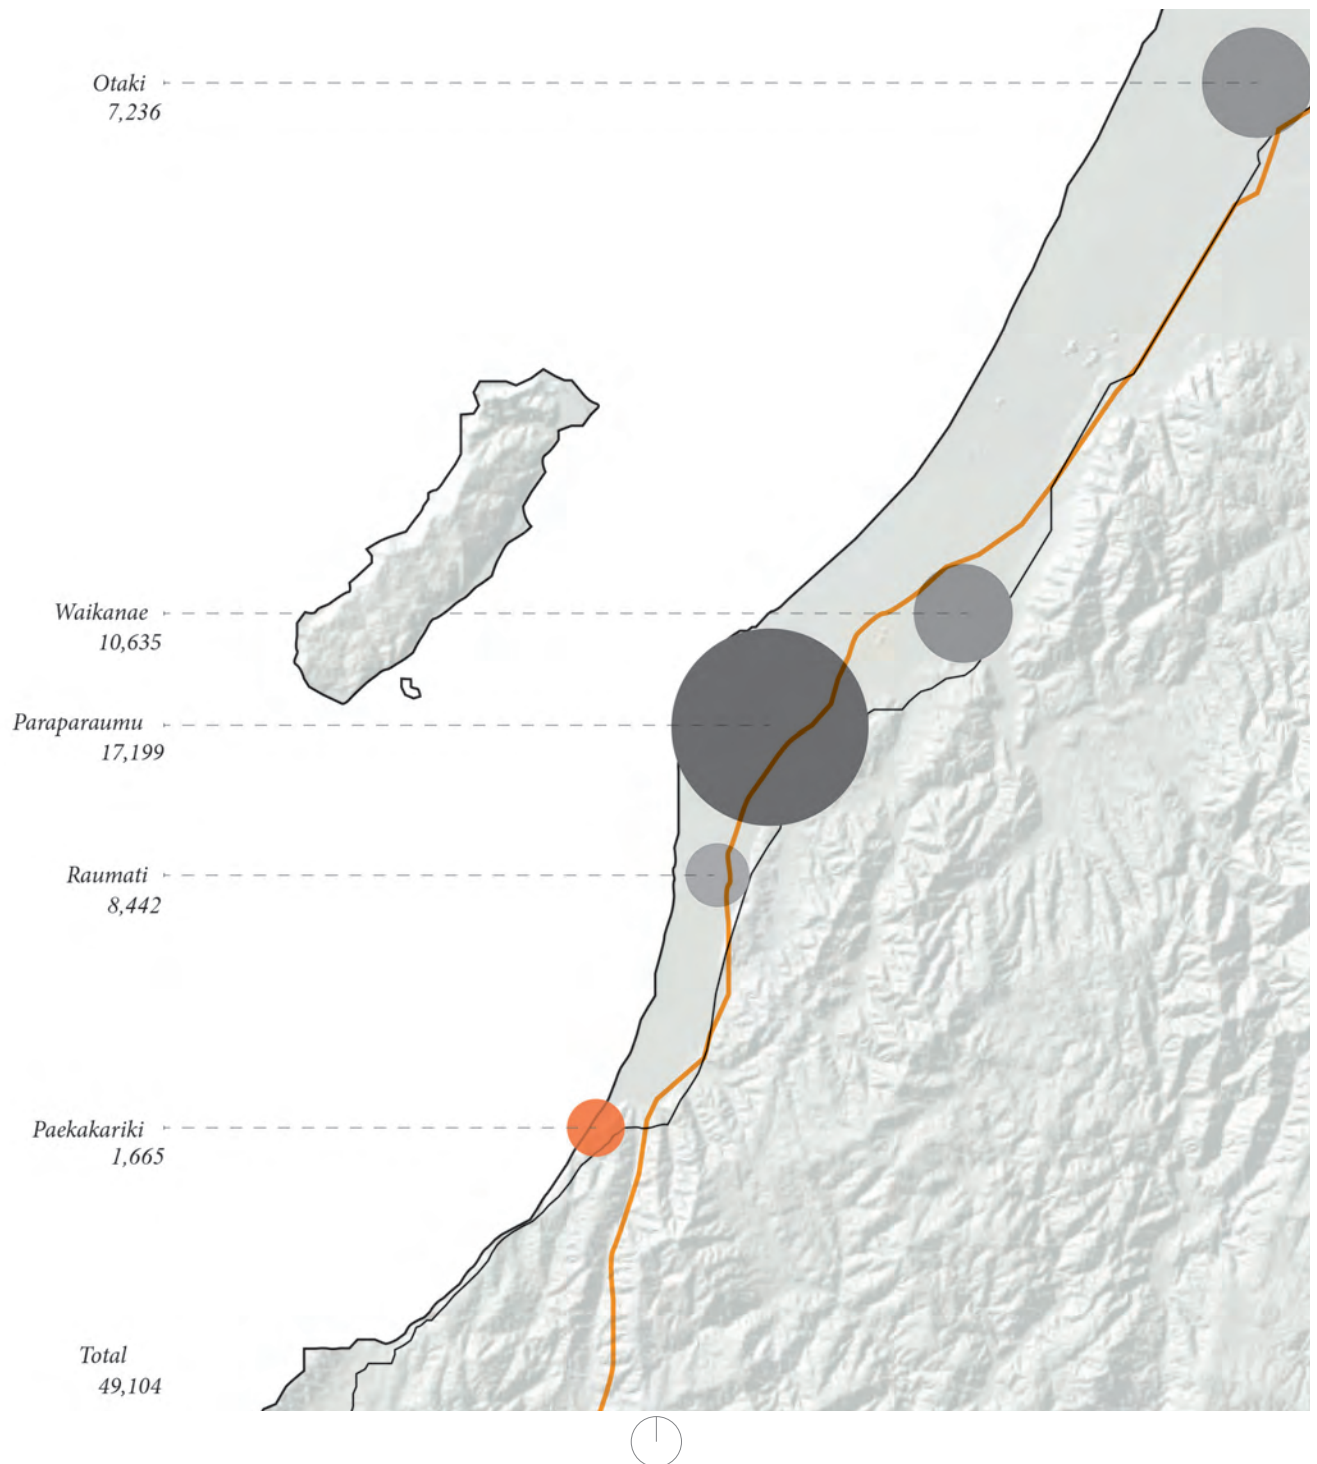 Otaki
7,236
Waikanae
10,635
Paraparaumu
17,199
Raumati
8,442
Paekakariki
1,665
Total
49,104